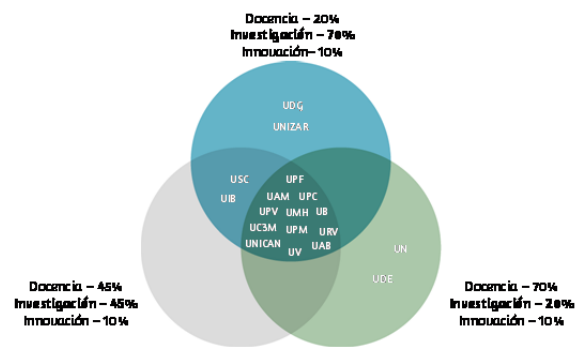 Docencia – 20%
Investigación – 70%
Innovación– 10%
UDG
UNIZAR
USC
UPF
UIB
UAM
UPC
UPV
UMH
UB
UC3M
UPM
URV
UNICAN
UV
UAB
UN
UDE
Docencia – 45%
Investigación – 45%
Innovación – 10%
Docencia – 70%
Investigación – 20%
Innovación – 10%